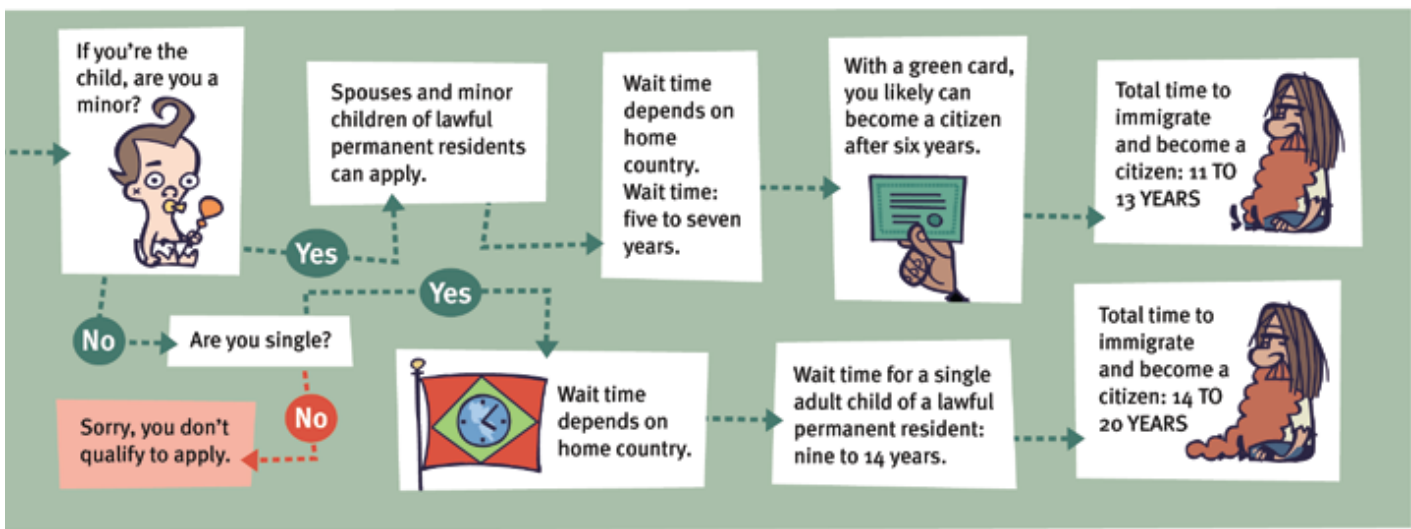 If you're the
child, are you a
minor?
Yes
Spouses and minor
children of lawful
permanent residents
can apply.
Wait time
depends on
home
country.
Wait time:
five to seven
years.
With a green card,
you likely can
become a citizen
after six years.
Total time to
immigrate
and become a
citizen: 11 TO
13 YEARS
No
Are you single?
Yes
No
Sorry, you don't
qualify to apply.
Wait time
depends on
home country.
Wait time for a single
adult child of a lawful
permanent resident:
nine to 14 years.
Total time to
immigrate
and become a
citizen: 14 TO
20 YEARS